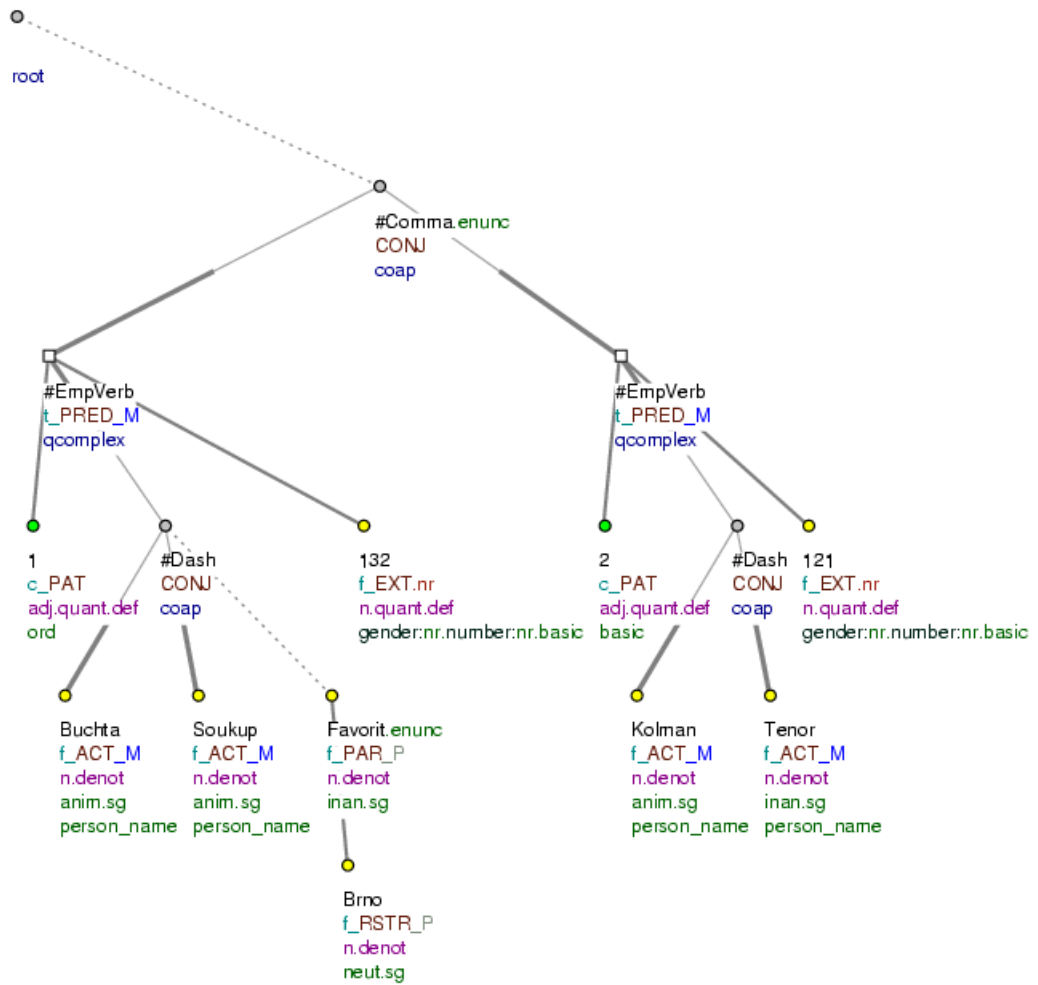 root
#Comma.enunc
CONJ
coap
#EmpVerb
t_PRED_M
qcomplex
#EmpVerb
t_PRED_M
qcomplex
1
c_PAT
adj.quant.def
ord
#Dash
CONJ
coap
132
f_EXT.nr
n.quant.def
gender:nr.number:nr.basic
2
c_PAT
adj.quant.def
basic
#Dash
CONJ
coap
121
f_EXT.nr
n.quant.def
gender:nr.number:nr.basic
Buchta
f_ACT_M
n.denot
anim.sg
person_name
Soukup
f_ACT_M
n.denot
anim.sg
person_name
Favorit.enunc
f_PAR_P
n.denot
inan.sg
Kolman
f_ACT_M
n.denot
anim.sg
person_name
Tenor
f_ACT_M
n.denot
inan.sg
person_name
Brno
f_RSTR_P
n.denot
neut.sg